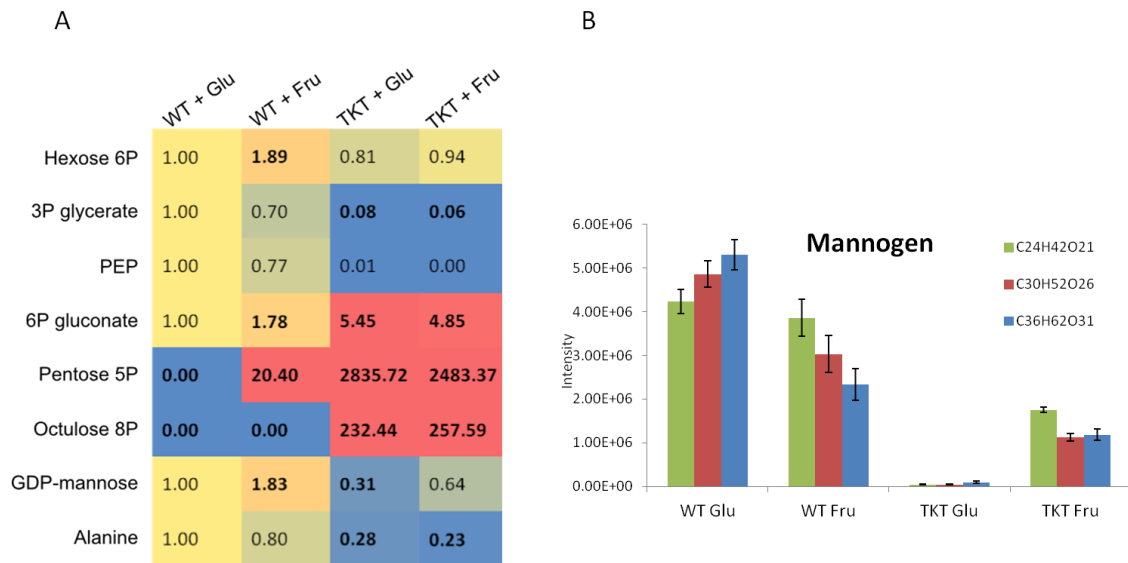 A
WT + Glu WT + Fru TKT + Glu TKT + Fru
Hexose 6P 1.00 1.89 0.81 0.94
3P glycerate 1.00 0.70 0.08 0.06
PEP 1.00 0.77 0.01 0.00
6P gluconate 1.00 1.78 5.45 4.85
Pentose 5P 0.00 20.40 2835.72 2483.37
Octulose 8P 0.00 0.00 232.44 257.59
GDP-mannose 1.00 1.83 0.31 0.64
Alanine 1.00 0.80 0.28 0.23
B
Mannogen
Intensity
6.00E+06
5.00E+06
4.00E+06
3.00E+06
2.00E+06
1.00E+06
0.00E+00
WT Glu WT Fru TKT Glu TKT Fru
C24H42O21
C30H52O26
C36H62O31